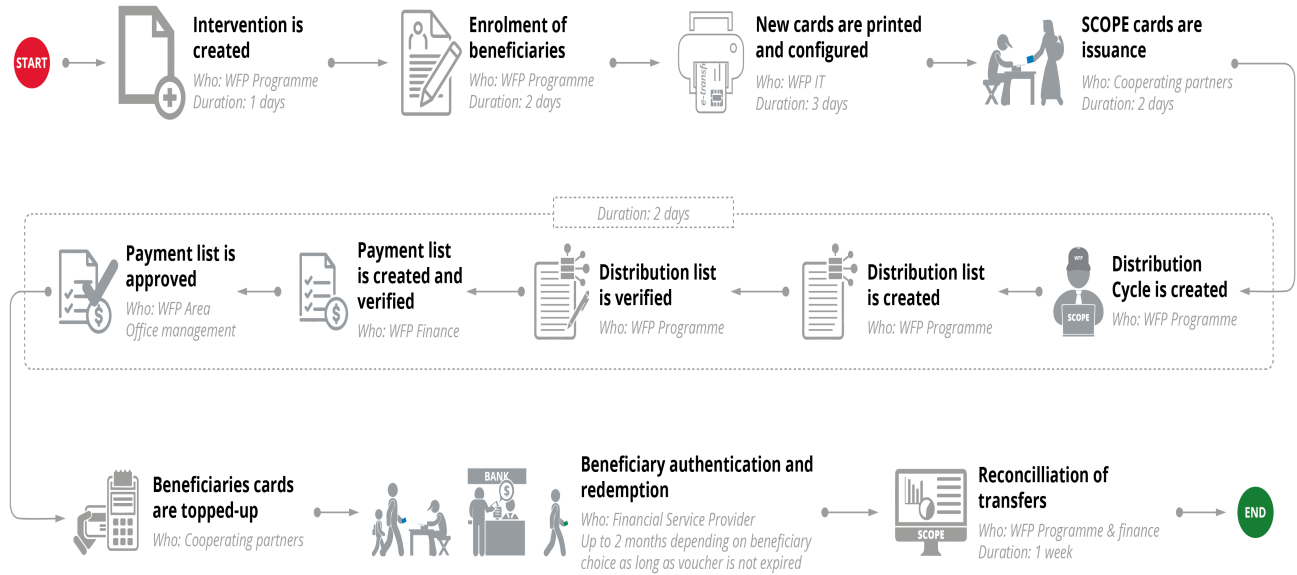 START
Intervention is
created
Who: WFP Programme
Duration: 1 days
Enrolment of
beneficiaries
Who: WFP Programme
Duration: 2 days
e-transfe
New cards are printed
and configured
Who: WFP IT
Duration: 3 days
SCOPE cards are
issuance
Who: Cooperating partners
Duration: 2 days
Duration: 2 days
Payment list is
approved
Who: WFP Area
Office management
Payment list
is created and
verified
Who: WFP Finance
Distribution list
is verified
Who: WFP Programme
Distribution list
is created
Who: WFP Programme
WFP
SCOPE
Distribution
Cycle is created
Who: WFP Programme
Beneficiaries cards
are topped-up
Who: Cooperating partners
BANK
Beneficiary authentication and
redemption
Who: Financial Service Provider
Up to 2 months depending on beneficiary
choice as long as voucher is not expired
SCOPE
Reconcilliation of
transfers
Who: WFP Programme & finance
Duration: 1 week
END